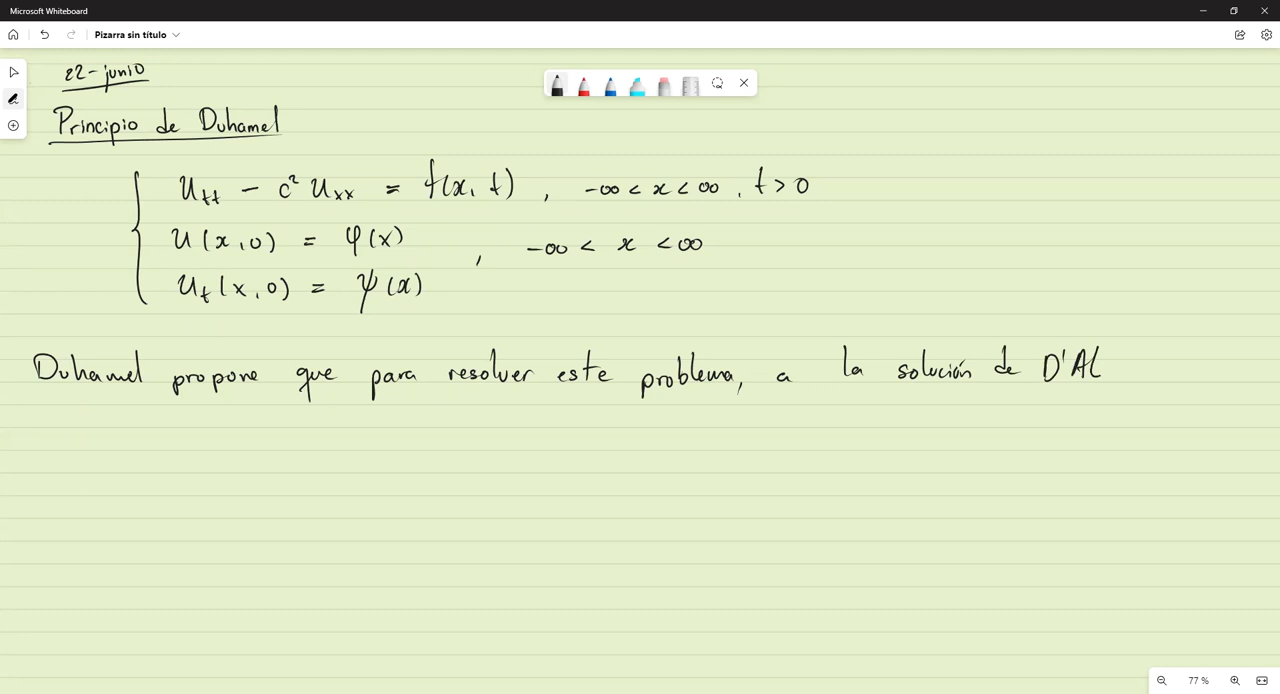 Microsoft Whiteboard
Pizarra sin título
22-junio
Principio de Duhamel
u_tt - c² u_xx = f(x, t) , -∞ < x < ∞ , t > 0
u(x,0) = φ(x)
, -∞ < x < ∞
u_t(x,0) = ψ(x)
Duhamel propone que para resolver este problema, a la solución de D'Al
77 %